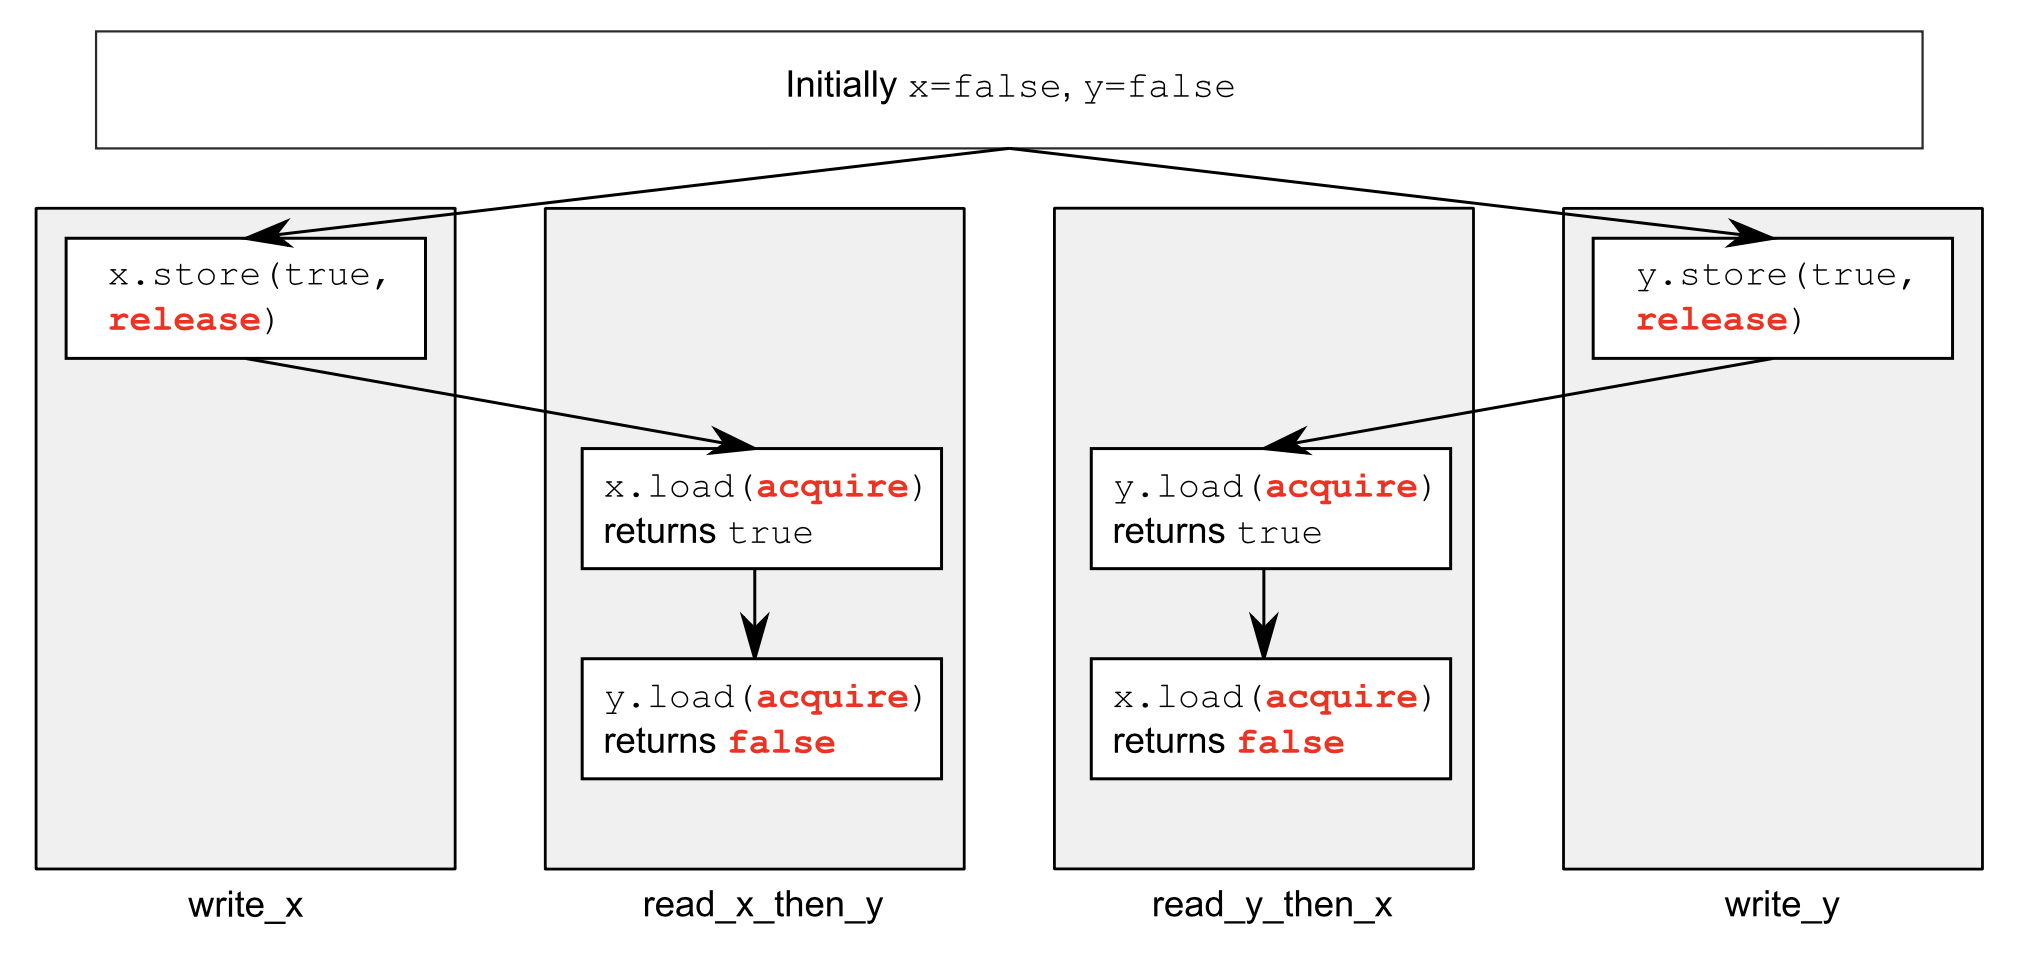 Initially x=false, y=false
x.store(true,
release)
x.load(acquire)
returns true
y.load(acquire)
returns false
y.load(acquire)
returns true
x.load(acquire)
returns false
y.store(true,
release)
write_x
read_x_then_y
read_y_then_x
write_y